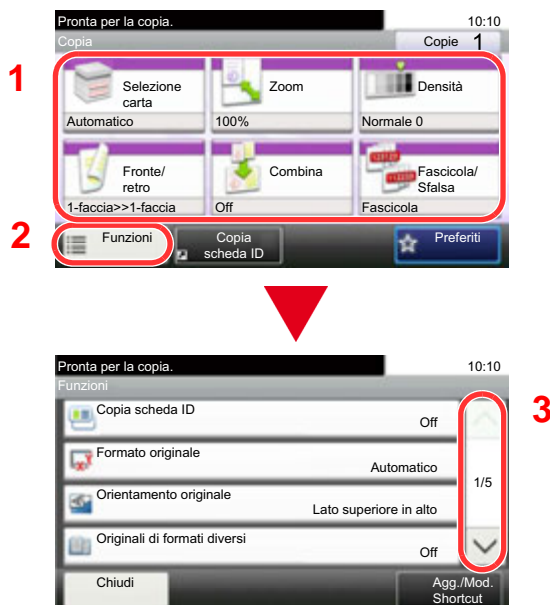 Pronta per la copia.
10:10
Copia
Copie 1
1
Selezione
carta
Automatico
Zoom
100%
Densità
Normale 0
Fronte/
retro
1-faccia>>1-faccia
Combina
Off
Fascicola/
Sfalsa
Fascicola
2
Funzioni
Copia
scheda ID
Preferiti
Pronta per la copia.
10:10
Funzioni
3
Copia scheda ID
Off
Formato originale
Automatico
1/5
Orientamento originale
Lato superiore in alto
Originali di formati diversi
Off
Chiudi
Agg./Mod.
Shortcut